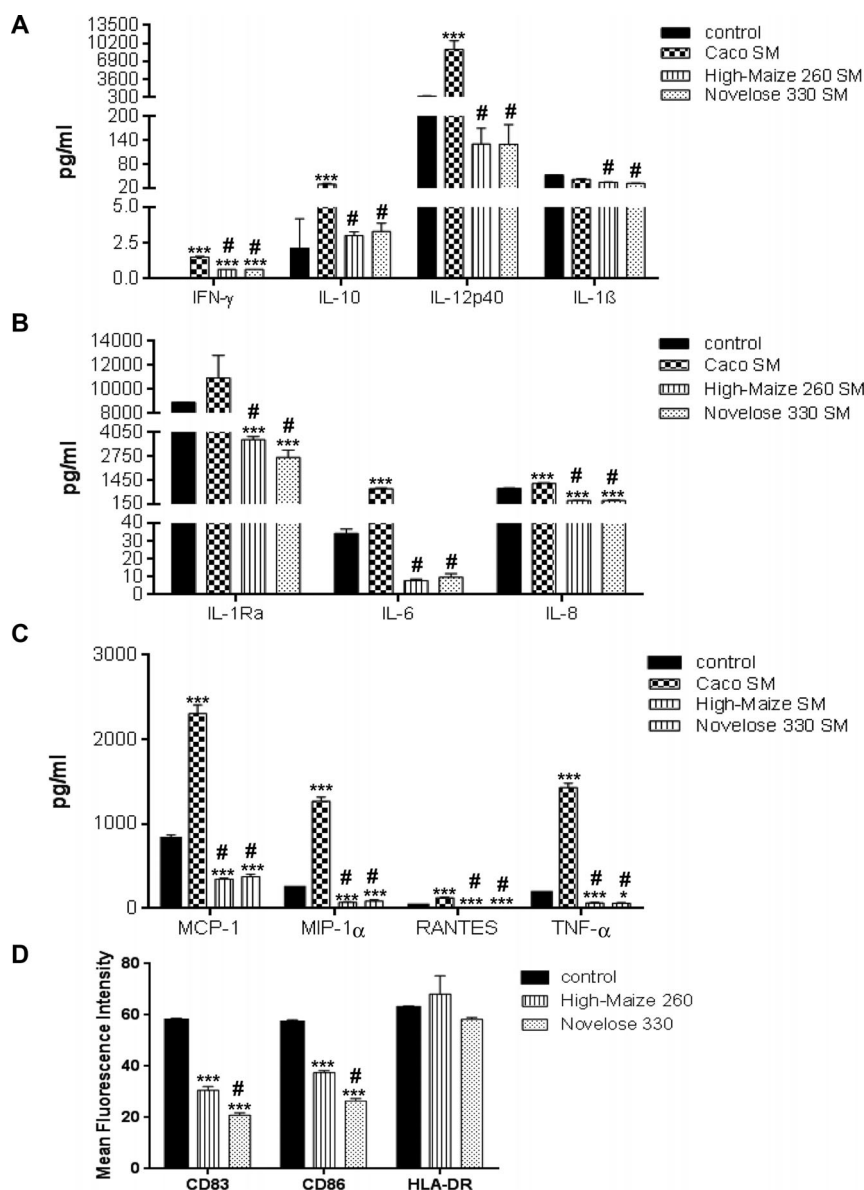 A
pg/ml
13500
10200
6900
3600
300
200
140
80
20
5.0
2.5
0.0
***
***
# #
***
# #
*** ***
# #
# #
IFN-γ IL-10 IL-12p40 IL-1ß
control
Caco SM
High-Maize 260 SM
Novelose 330 SM
B
pg/ml
14000
12000
10000
8000
4050
2750
1450
150
40
30
20
10
0
# #
*** ***
***
# #
***
# #
*** ***
IL-1Ra IL-6 IL-8
control
Caco SM
High-Maize 260 SM
Novelose 330 SM
C
pg/ml
3000
2000
1000
0
***
# #
*** ***
***
# #
*** ***
***
# #
*** ***
***
# #
*** *
MCP-1 MIP-1α RANTES TNF-α
control
Caco SM
High-Maize SM
Novelose 330 SM
D
Mean Fluorescence Intensity
80
60
40
20
0
***
#
***
***
#
***
CD83 CD86 HLA-DR
control
High-Maize 260
Novelose 330